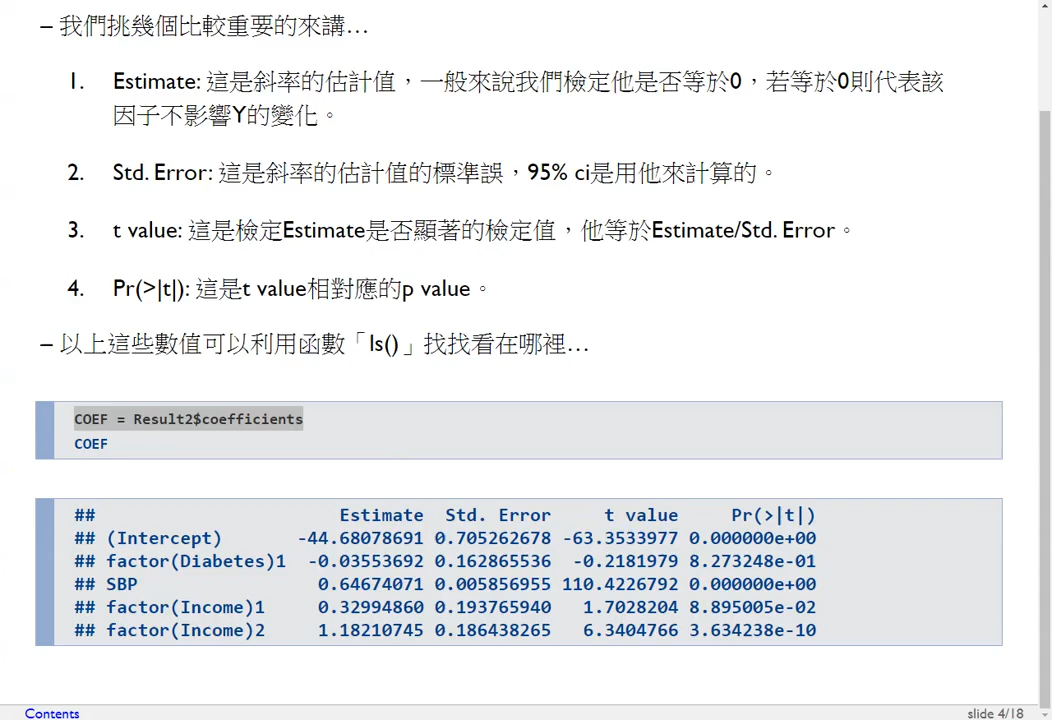 – 我們挑幾個比較重要的來講…
1. Estimate: 這是斜率的估計值，一般來說我們檢定他是否等於0，若等於0則代表該
因子不影響Y的變化。
2. Std. Error: 這是斜率的估計值的標準誤，95% ci是用他來計算的。
3. t value: 這是檢定Estimate是否顯著的檢定值，他等於Estimate/Std. Error。
4. Pr(>|t|): 這是t value相對應的p value。
– 以上這些數值可以利用函數「ls()」找找看在哪裡…
COEF = Result2$coefficients
COEF
## Estimate Std. Error t value Pr(>|t|)
## (Intercept) -44.68078691 0.705262678 -63.3533977 0.000000e+00
## factor(Diabetes)1 -0.03553692 0.162865536 -0.2181979 8.273248e-01
## SBP 0.64674071 0.005856955 110.4226792 0.000000e+00
## factor(Income)1 0.32994860 0.193765940 1.7028204 8.895005e-02
## factor(Income)2 1.18210745 0.186438265 6.3404766 3.634238e-10
Contents slide 4/18